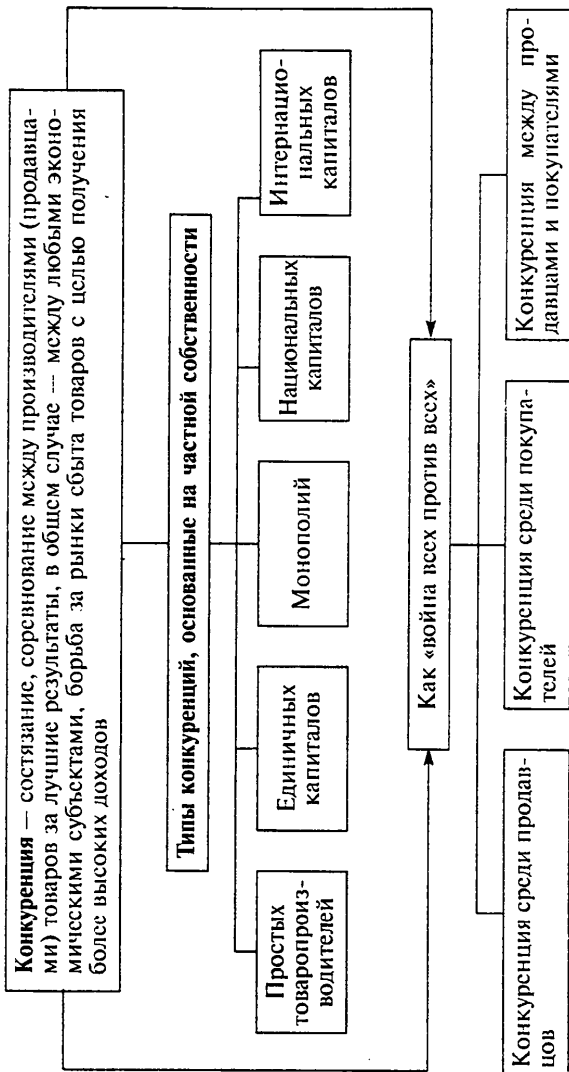 Конкуренция — состязание, соревнование между производителями (продавца-
ми) товаров за лучшие результаты, в общем случае — между любыми эконо-
мическими субъектами, борьба за рынки сбыта товаров с целью получения
более высоких доходов
Типы конкуренций, основанные на частной собственности
Простых
товаропроиз-
водителей
Единичных
капиталов
Монополий
Национальных
капиталов
Интернацио-
нальных
капиталов
Как «война всех против всех»
Конкуренция среди продав-
цов
Конкуренция среди покупа-
телей
Конкуренция между про-
давцами и покупателями